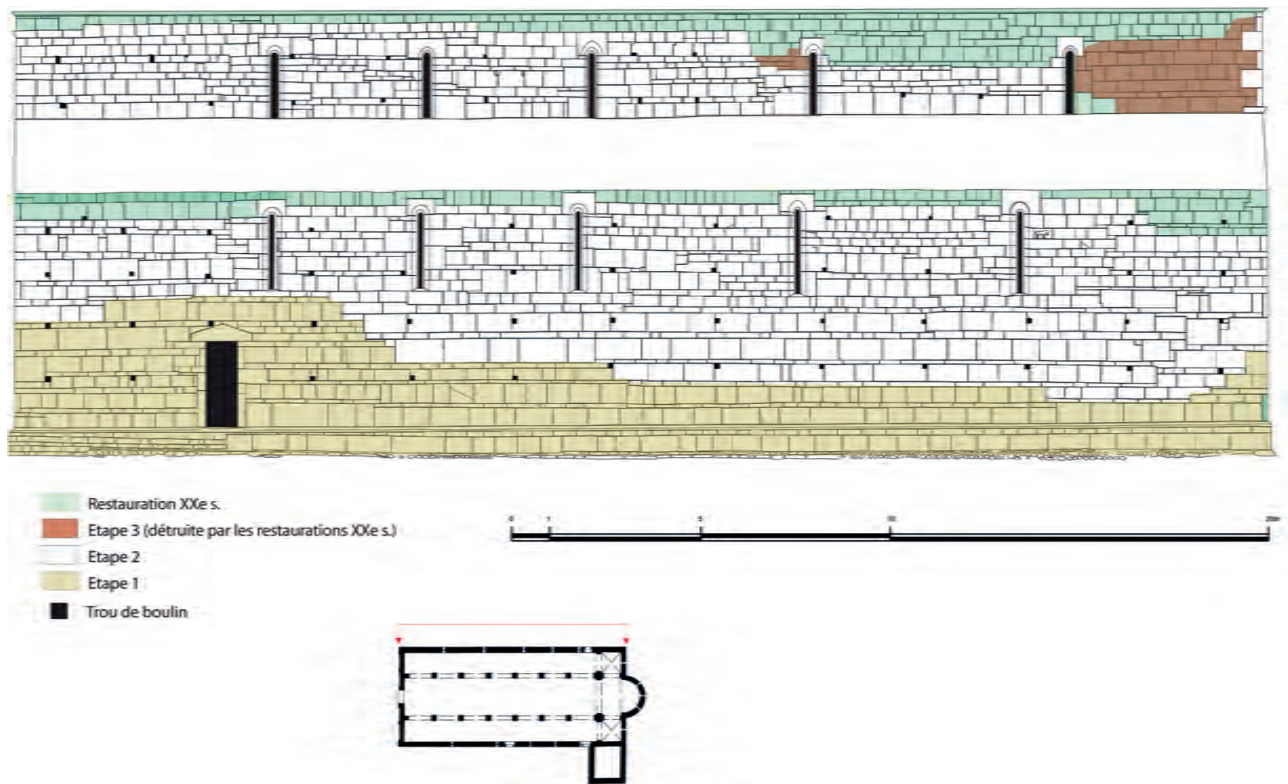 Restauration XXe s.
Etape 3 (détruite par les restaurations XXe s.)
Etape 2
Etape 1
Trou de boulin
0 1 5 10 20m